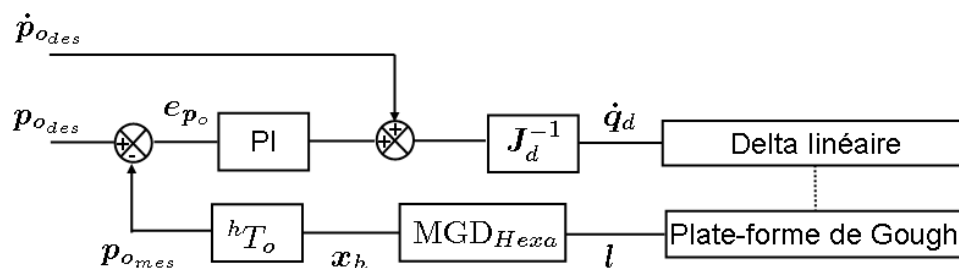 ṗ_{o_{des}}
p_{o_{des}}
+
-
e_{p_o}
PI
+
+
J_d^{-1}
q̇_d
Delta linéaire
p_{o_{mes}}
^hT_o
x_h
MGD_{Hexa}
l
Plate-forme de Gough